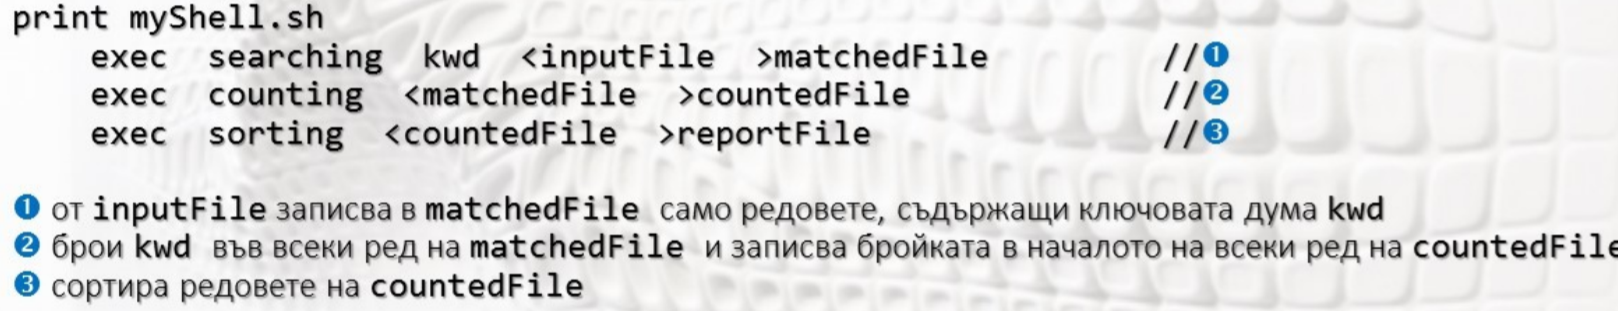 print myShell.sh
exec searching kwd <inputFile >matchedFile //❶
exec counting <matchedFile >countedFile //❷
exec sorting <countedFile >reportFile //❸
❶ от inputFile записва в matchedFile само редовете, съдържащи ключовата дума kwd
❷ брои kwd във всеки ред на matchedFile и записва бройката в началото на всеки ред на countedFile
❸ сортира редовете на countedFile